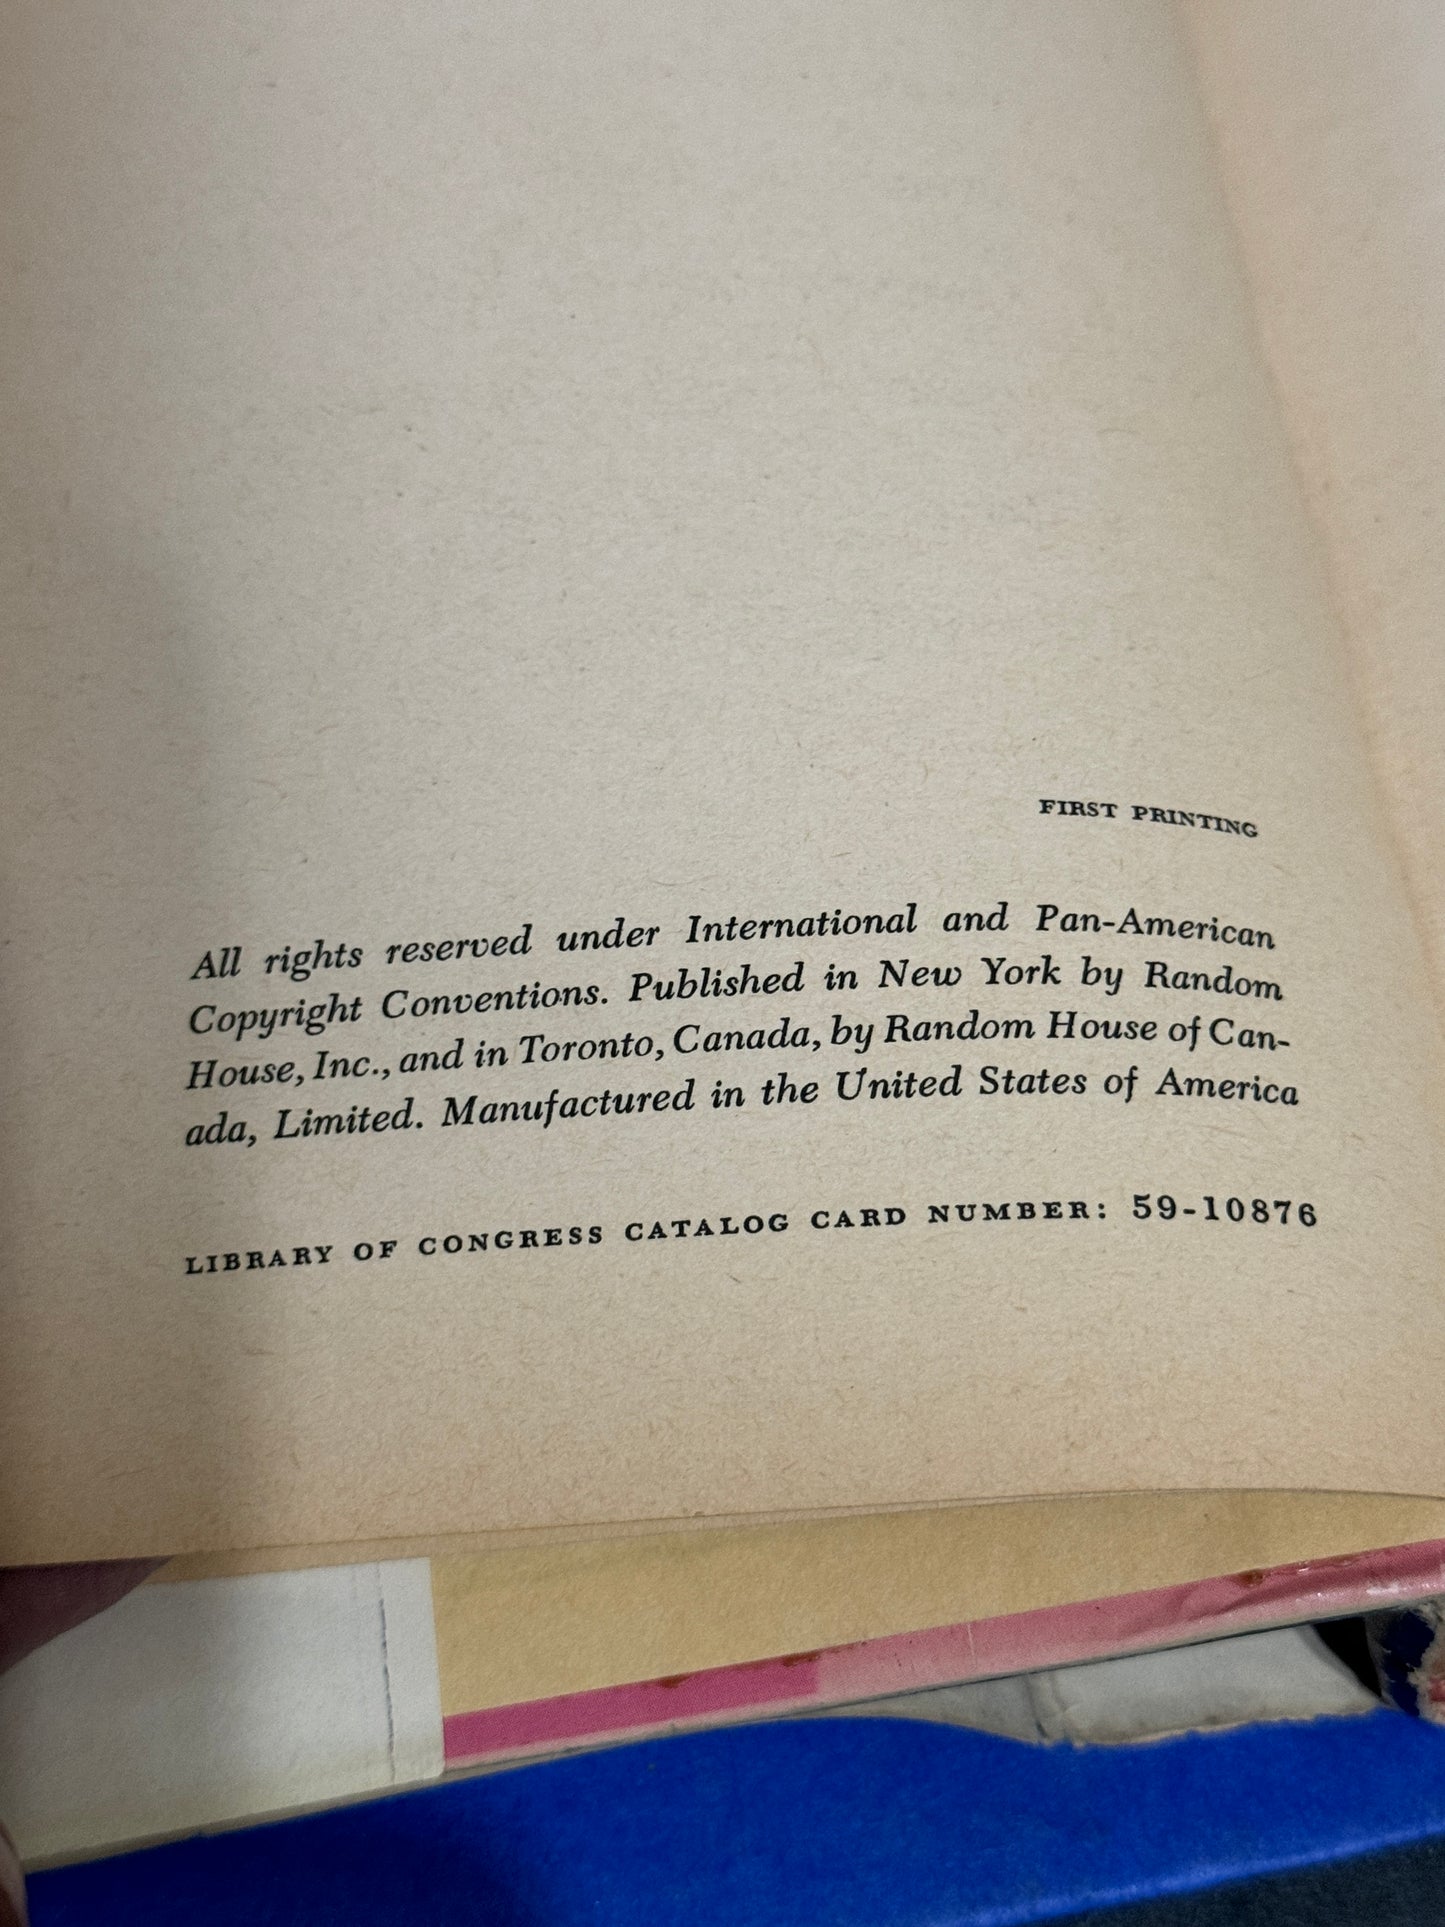 FIRST PRINTING
All rights reserved under International and Pan-American
Copyright Conventions. Published in New York by Random
House, Inc., and in Toronto, Canada, by Random House of Can-
ada, Limited. Manufactured in the United States of America
LIBRARY OF CONGRESS CATALOG CARD NUMBER: 59-10876